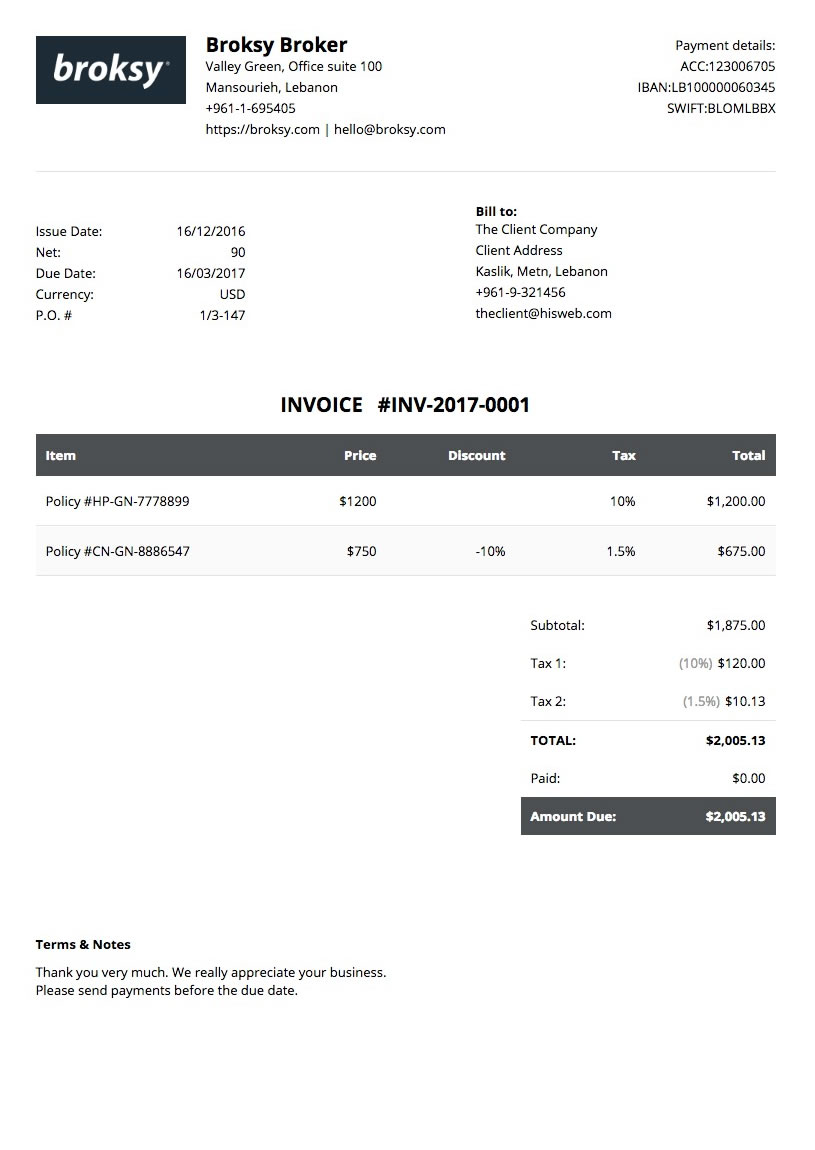 broksy
Broksy Broker
Valley Green, Office suite 100
Mansourieh, Lebanon
+961-1-695405
https://broksy.com | hello@broksy.com
Payment details:
ACC:123006705
IBAN:LB100000060345
SWIFT:BLOMLBBX
Issue Date: 16/12/2016
Net: 90
Due Date: 16/03/2017
Currency: USD
P.O. # 1/3-147
Bill to:
The Client Company
Client Address
Kaslik, Metn, Lebanon
+961-9-321456
theclient@hisweb.com
INVOICE #INV-2017-0001
Item Price Discount Tax Total
Policy #HP-GN-7778899 $1200 10% $1,200.00
Policy #CN-GN-8886547 $750 -10% 1.5% $675.00
Subtotal: $1,875.00
Tax 1: (10%) $120.00
Tax 2: (1.5%) $10.13
TOTAL: $2,005.13
Paid: $0.00
Amount Due: $2,005.13
Terms & Notes
Thank you very much. We really appreciate your business.
Please send payments before the due date.